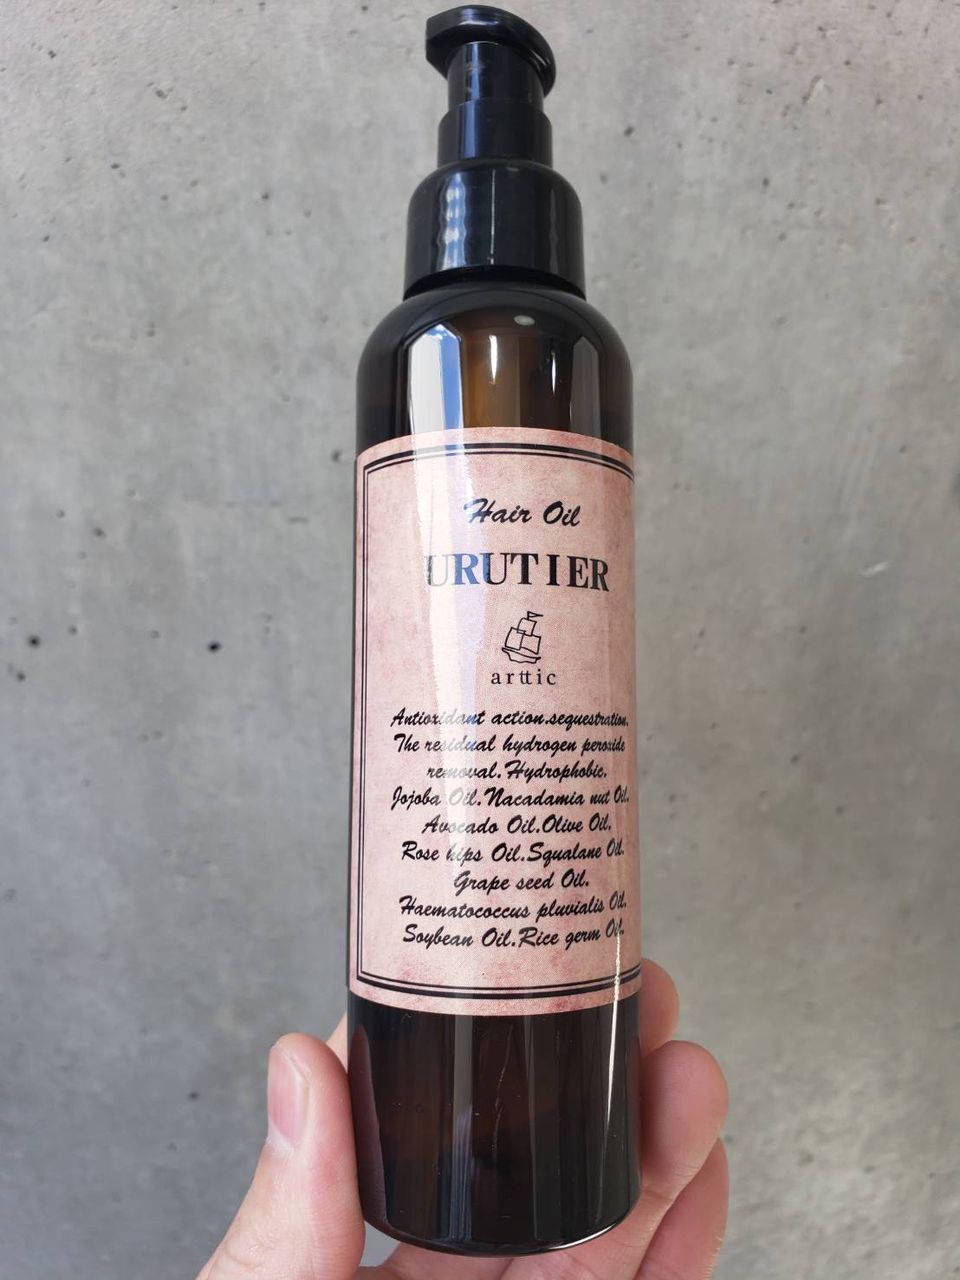 Hair Oil
URUTIER
arttic
Antioxidant action.sequestration.
The residual hydrogen peroxide
removal.Hydrophobic.
Jojoba Oil.Macadamia nut Oil.
Avocado Oil.Olive Oil.
Rose hips Oil.Squalane Oil.
Grape seed Oil.
Haematococcus pluvialis Oil.
Soybean Oil.Rice germ Oil.